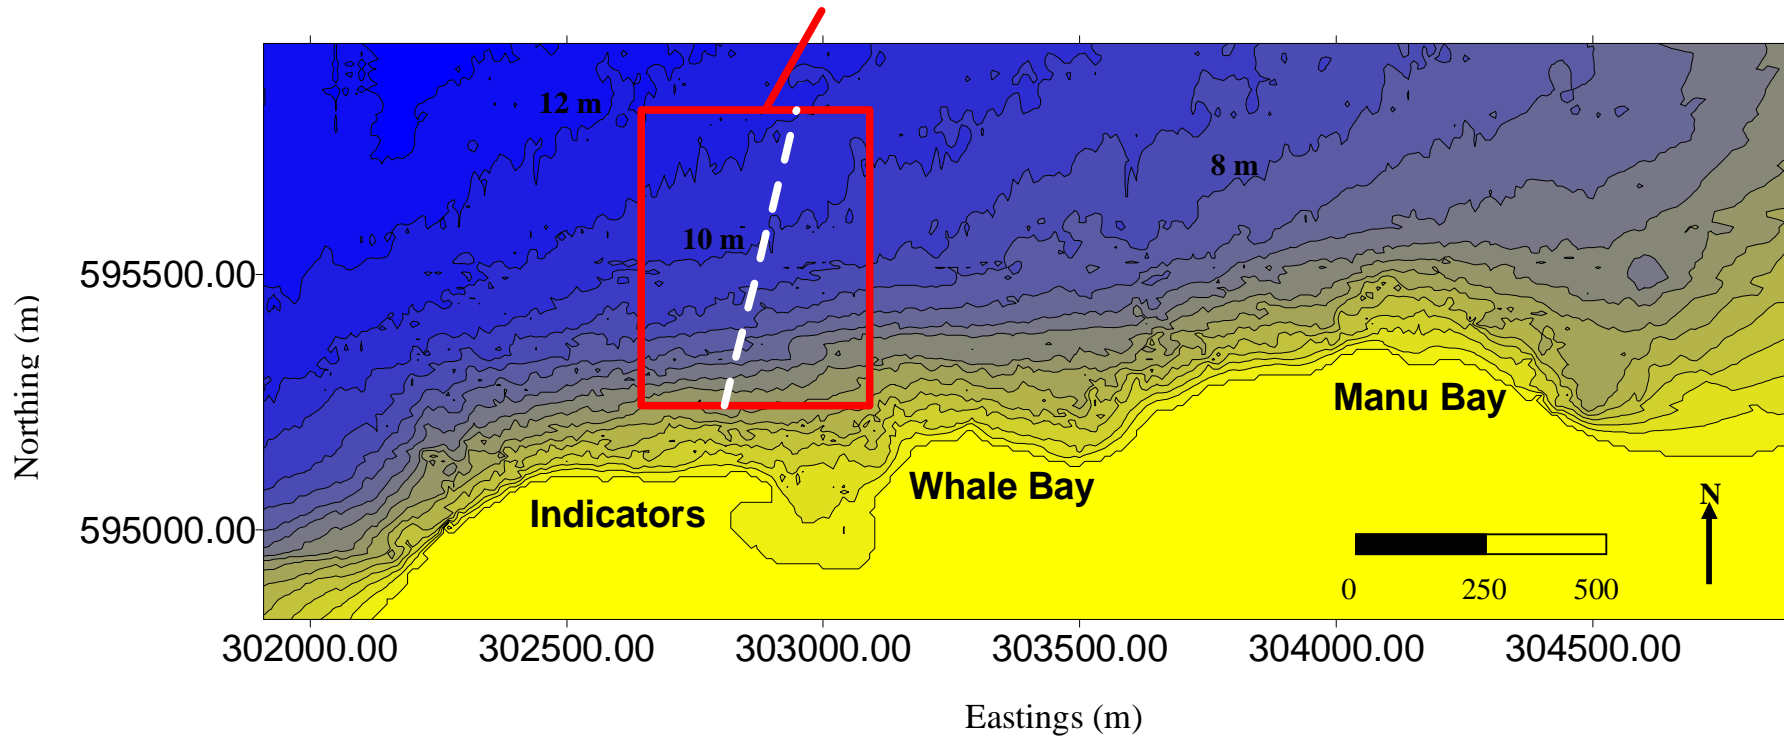 12 m
8 m
10 m
595500.00
Northing (m)
Manu Bay
Whale Bay
N
Indicators
595000.00
0 250 500
302000.00 302500.00 303000.00 303500.00 304000.00 304500.00
Eastings (m)